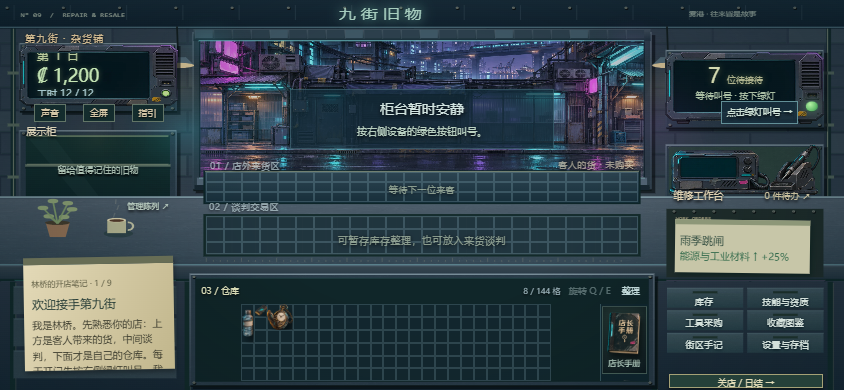 N° 09 / REPAIR & RESALE
九街旧物
第九街 · 杂货铺
第 1 日
₡ 1,200
工时 12 / 12
声音
全屏
指引
展示柜
留给值得记住的旧物
管理陈列 ↗
林桥的开店笔记 · 1 / 9
欢迎接手第九街
我是林桥。先熟悉你的店：上
方是客人带来的货，中间谈
判，下面才是自己的仓库。每
柜台暂时安静
按右侧设备的绿色按钮叫号。
01 / 店外来货区
客人的货 · 未购买
等待下一位来客
02 / 谈判交易区
可暂存库存整理，也可放入来货谈判
03 / 仓库
8 / 144 格
旋转 Q / E
整理
店长
手册
店长手册
7 位待接待
等待叫号 · 按下绿灯
点击绿灯叫号 →
维修工作台
0 件待办 ↗
雨季跳闸
能源与工业材料 ↑ +25%
库存
技能与资质
工具采购
收藏图鉴
街区手记
设置与存档
关店 / 日结 →